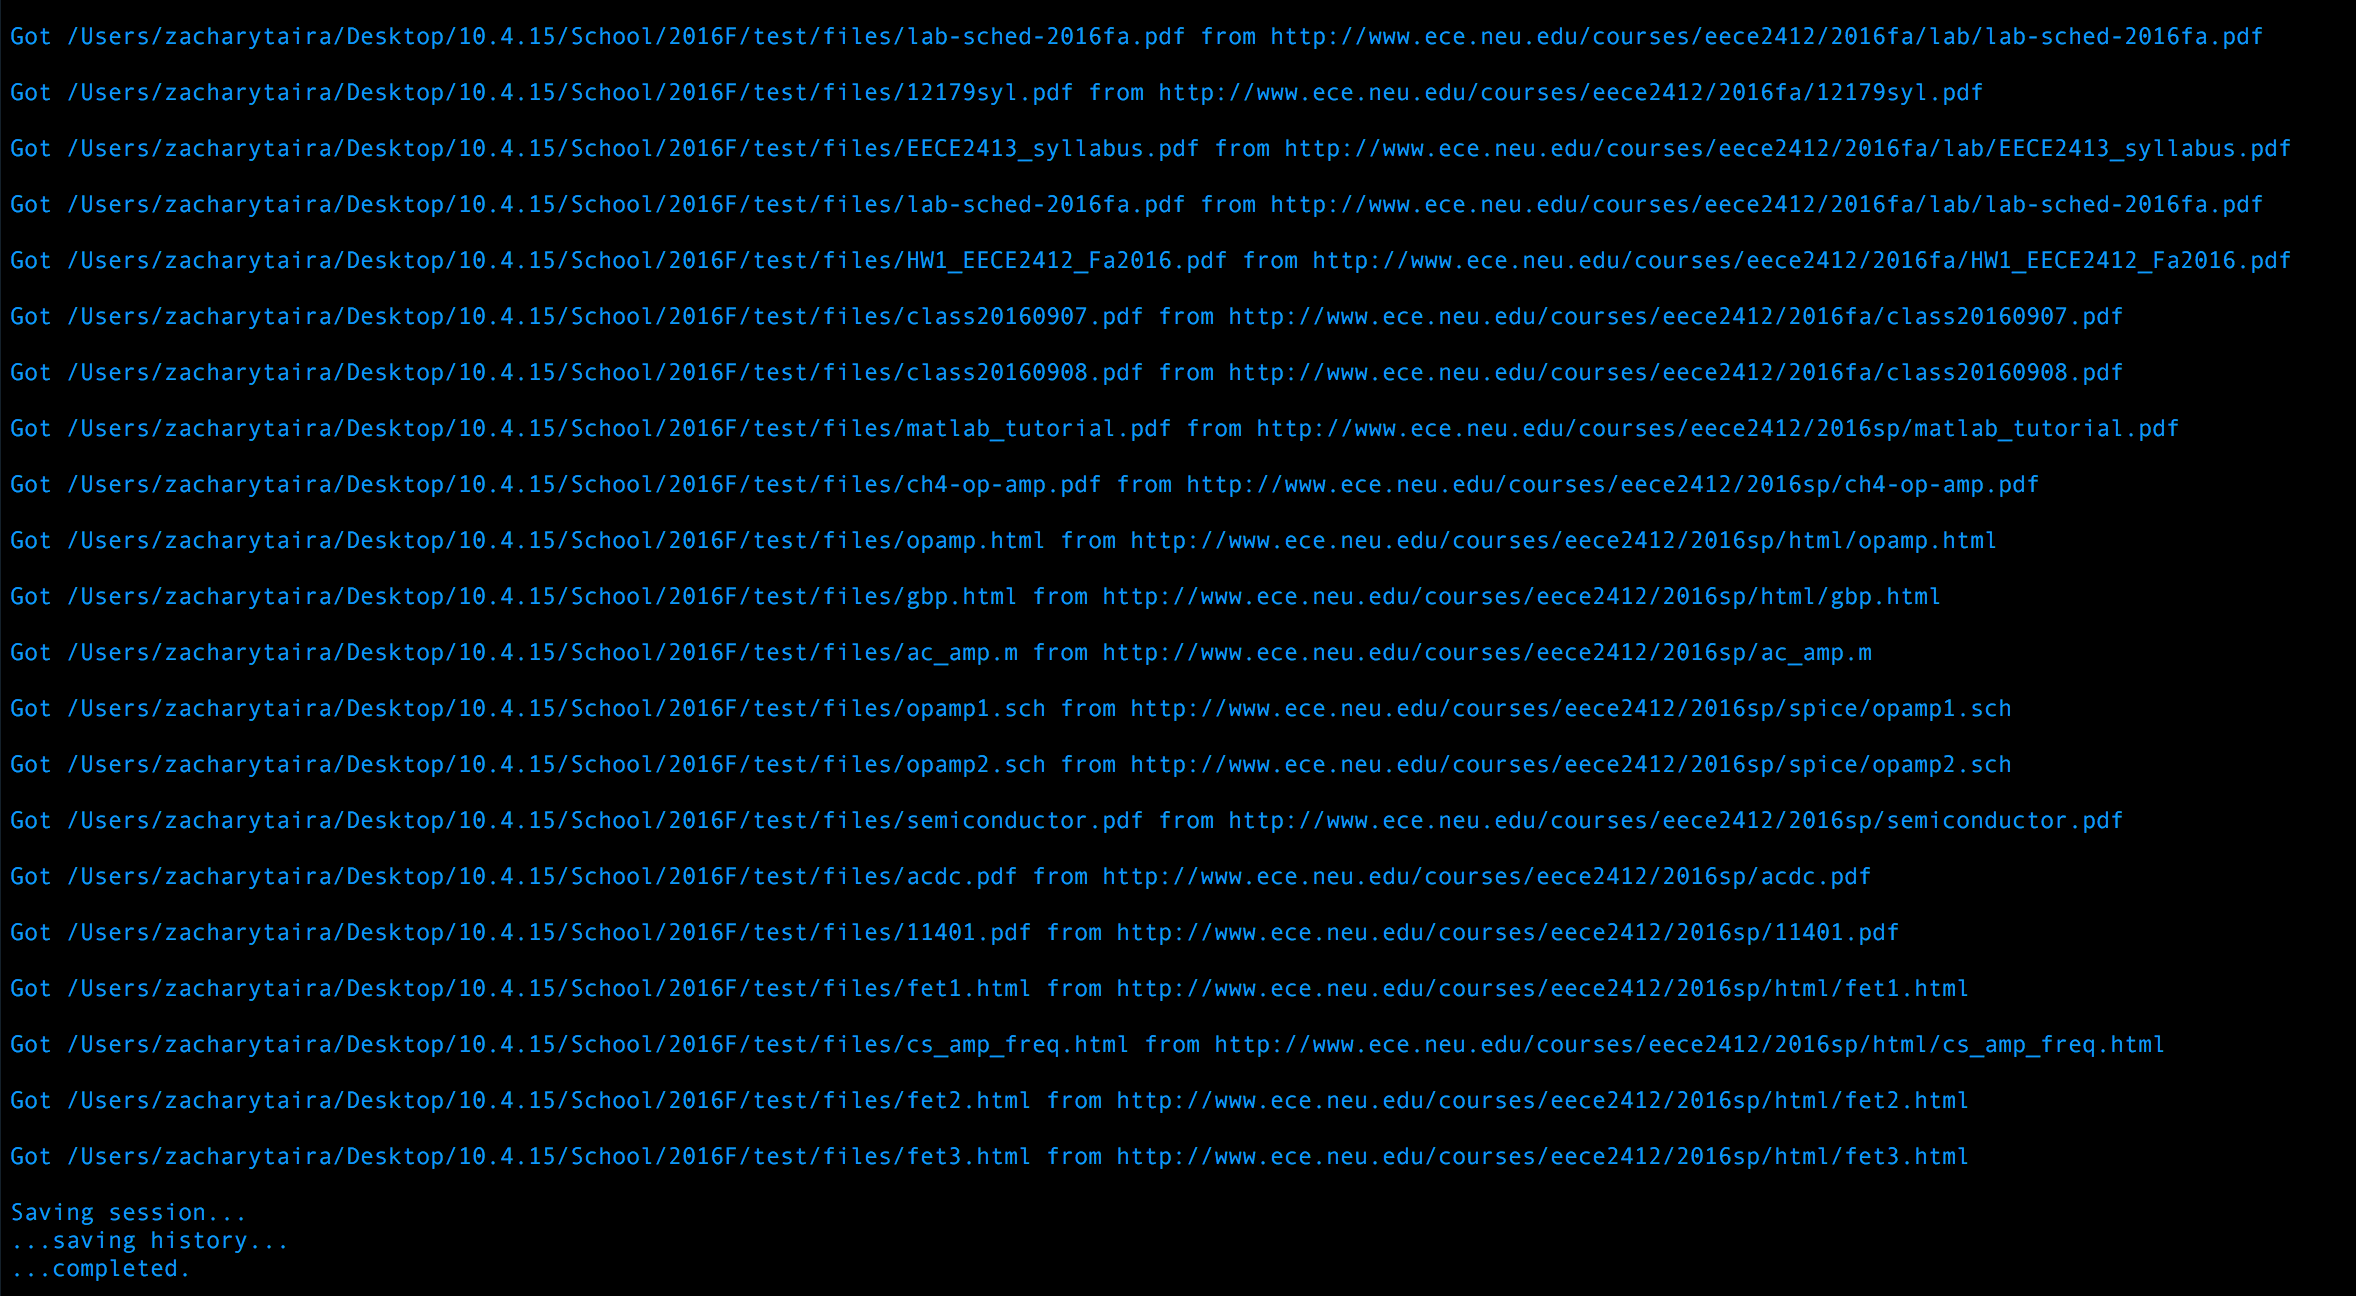 Got /Users/zacharytaira/Desktop/10.4.15/School/2016F/test/files/lab-sched-2016fa.pdf from http://www.ece.neu.edu/courses/eece2412/2016fa/lab/lab-sched-2016fa.pdf
Got /Users/zacharytaira/Desktop/10.4.15/School/2016F/test/files/12179syl.pdf from http://www.ece.neu.edu/courses/eece2412/2016fa/12179syl.pdf
Got /Users/zacharytaira/Desktop/10.4.15/School/2016F/test/files/EECE2413_syllabus.pdf from http://www.ece.neu.edu/courses/eece2412/2016fa/lab/EECE2413_syllabus.pdf
Got /Users/zacharytaira/Desktop/10.4.15/School/2016F/test/files/lab-sched-2016fa.pdf from http://www.ece.neu.edu/courses/eece2412/2016fa/lab/lab-sched-2016fa.pdf
Got /Users/zacharytaira/Desktop/10.4.15/School/2016F/test/files/HW1_EECE2412_Fa2016.pdf from http://www.ece.neu.edu/courses/eece2412/2016fa/HW1_EECE2412_Fa2016.pdf
Got /Users/zacharytaira/Desktop/10.4.15/School/2016F/test/files/class20160907.pdf from http://www.ece.neu.edu/courses/eece2412/2016fa/class20160907.pdf
Got /Users/zacharytaira/Desktop/10.4.15/School/2016F/test/files/class20160908.pdf from http://www.ece.neu.edu/courses/eece2412/2016fa/class20160908.pdf
Got /Users/zacharytaira/Desktop/10.4.15/School/2016F/test/files/matlab_tutorial.pdf from http://www.ece.neu.edu/courses/eece2412/2016sp/matlab_tutorial.pdf
Got /Users/zacharytaira/Desktop/10.4.15/School/2016F/test/files/ch4-op-amp.pdf from http://www.ece.neu.edu/courses/eece2412/2016sp/ch4-op-amp.pdf
Got /Users/zacharytaira/Desktop/10.4.15/School/2016F/test/files/opamp.html from http://www.ece.neu.edu/courses/eece2412/2016sp/html/opamp.html
Got /Users/zacharytaira/Desktop/10.4.15/School/2016F/test/files/gbp.html from http://www.ece.neu.edu/courses/eece2412/2016sp/html/gbp.html
Got /Users/zacharytaira/Desktop/10.4.15/School/2016F/test/files/ac_amp.m from http://www.ece.neu.edu/courses/eece2412/2016sp/ac_amp.m
Got /Users/zacharytaira/Desktop/10.4.15/School/2016F/test/files/opamp1.sch from http://www.ece.neu.edu/courses/eece2412/2016sp/spice/opamp1.sch
Got /Users/zacharytaira/Desktop/10.4.15/School/2016F/test/files/opamp2.sch from http://www.ece.neu.edu/courses/eece2412/2016sp/spice/opamp2.sch
Got /Users/zacharytaira/Desktop/10.4.15/School/2016F/test/files/semiconductor.pdf from http://www.ece.neu.edu/courses/eece2412/2016sp/semiconductor.pdf
Got /Users/zacharytaira/Desktop/10.4.15/School/2016F/test/files/acdc.pdf from http://www.ece.neu.edu/courses/eece2412/2016sp/acdc.pdf
Got /Users/zacharytaira/Desktop/10.4.15/School/2016F/test/files/11401.pdf from http://www.ece.neu.edu/courses/eece2412/2016sp/11401.pdf
Got /Users/zacharytaira/Desktop/10.4.15/School/2016F/test/files/fet1.html from http://www.ece.neu.edu/courses/eece2412/2016sp/html/fet1.html
Got /Users/zacharytaira/Desktop/10.4.15/School/2016F/test/files/cs_amp_freq.html from http://www.ece.neu.edu/courses/eece2412/2016sp/html/cs_amp_freq.html
Got /Users/zacharytaira/Desktop/10.4.15/School/2016F/test/files/fet2.html from http://www.ece.neu.edu/courses/eece2412/2016sp/html/fet2.html
Got /Users/zacharytaira/Desktop/10.4.15/School/2016F/test/files/fet3.html from http://www.ece.neu.edu/courses/eece2412/2016sp/html/fet3.html
Saving session...
...saving history...
...completed.